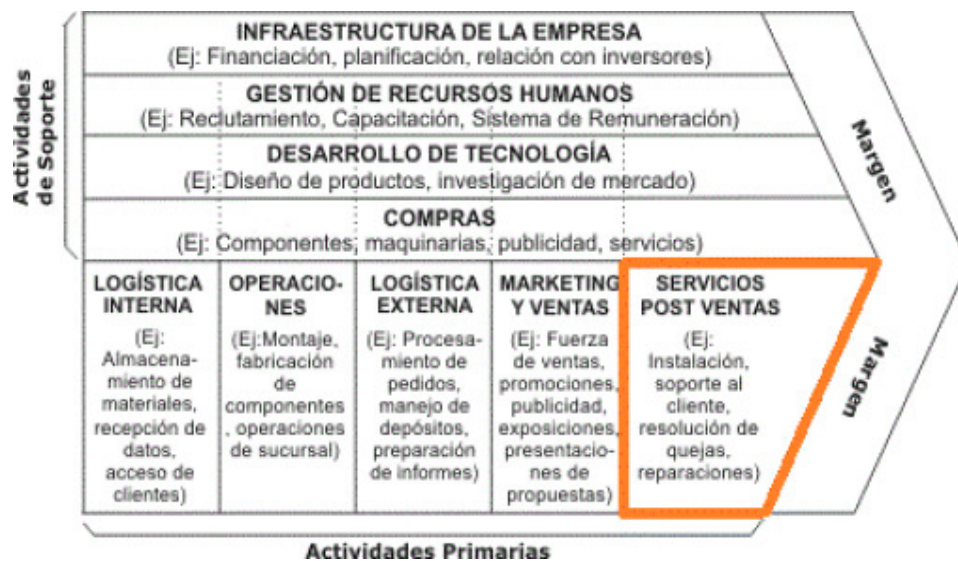 INFRAESTRUCTURA DE LA EMPRESA
(Ej: Financiación, planificación, relación con inversores)
GESTIÓN DE RECURSOS HUMANOS
(Ej: Reclutamiento, Capacitación, Sistema de Remuneración)
DESARROLLO DE TECNOLOGÍA
(Ej: Diseño de productos, investigación de mercado)
COMPRAS
(Ej: Componentes, maquinarias, publicidad, servicios)
Actividades
de Soporte
LOGÍSTICA
INTERNA
(Ej:
Almacena-
miento de
materiales,
recepción de
datos,
acceso de
clientes)
OPERACIO-
NES
(Ej:Montaje,
fabricación
de
componentes
, operaciones
de sucursal)
LOGÍSTICA
EXTERNA
(Ej: Procesa-
miento de
pedidos,
manejo de
depósitos,
preparación
de informes)
MARKETING
Y VENTAS
(Ej: Fuerza
de ventas,
promociones,
publicidad,
exposiciones,
presentacio-
nes de
propuestas)
SERVICIOS
POST VENTAS
(Ej:
Instalación,
soporte al
cliente,
resolución de
quejas,
reparaciones)
Margen
Margen
Actividades Primarias